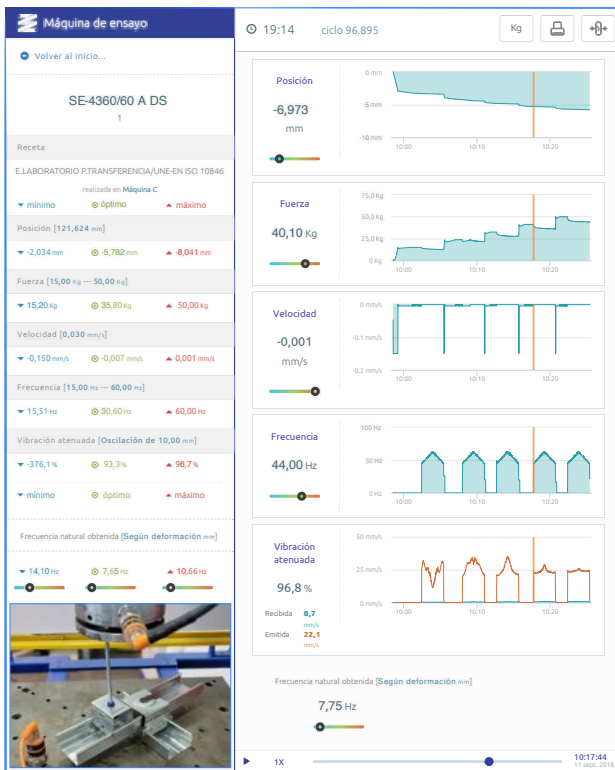 Máquina de ensayo
Volver al inicio...
SE-4360/60 A DS
1
Receta
E.LABORATORIO P.TRANSFERENCIA/UNE-EN ISO 10846
realizada en Máquina C
mínimo óptimo máximo
Posición [121,624 mm]
-2,034 mm -5,782 mm -8,041 mm
Fuerza [15,00 Kg --- 50,00 Kg]
15,20 Kg 35,80 Kg 50,00 Kg
Velocidad [0,030 mm/s]
-0,150 mm/s -0,007 mm/s 0,001 mm/s
Frecuencia [15,00 Hz --- 60,00 Hz]
15,51 Hz 30,60 Hz 60,00 Hz
Vibración atenuada [Oscilación de 10,00 mm]
-376,1 % 93,3% 96,7%
mínimo óptimo máximo
Frecuencia natural obtenida [Según deformación mm]
14,10 Hz 7,65 Hz 10,66 Hz
19:14 ciclo 96.895 Kg
Posición
-6,973
mm
0 mm
-5 mm
-10 mm
10:00 10:10 10:20
Fuerza
40,10 Kg
75,0 Kg
50,0 Kg
25,0 Kg
0 Kg
10:00 10:10 10:20
Velocidad
-0,001
mm/s
0 mm/s
-0.1 mm/s
-0.2 mm/s
10:00 10:10 10:20
Frecuencia
44,00 Hz
100 Hz
50 Hz
0 Hz
10:00 10:10 10:20
Vibración
atenuada
96,8 %
Recibida 0,7
mm/s
Emitida 22,1
mm/s
50 mm/s
25 mm/s
0 mm/s
10:00 10:10 10:20
Frecuencia natural obtenida [Según deformación mm]
7,75 Hz
1X
10:17:44
11 sept. 2018